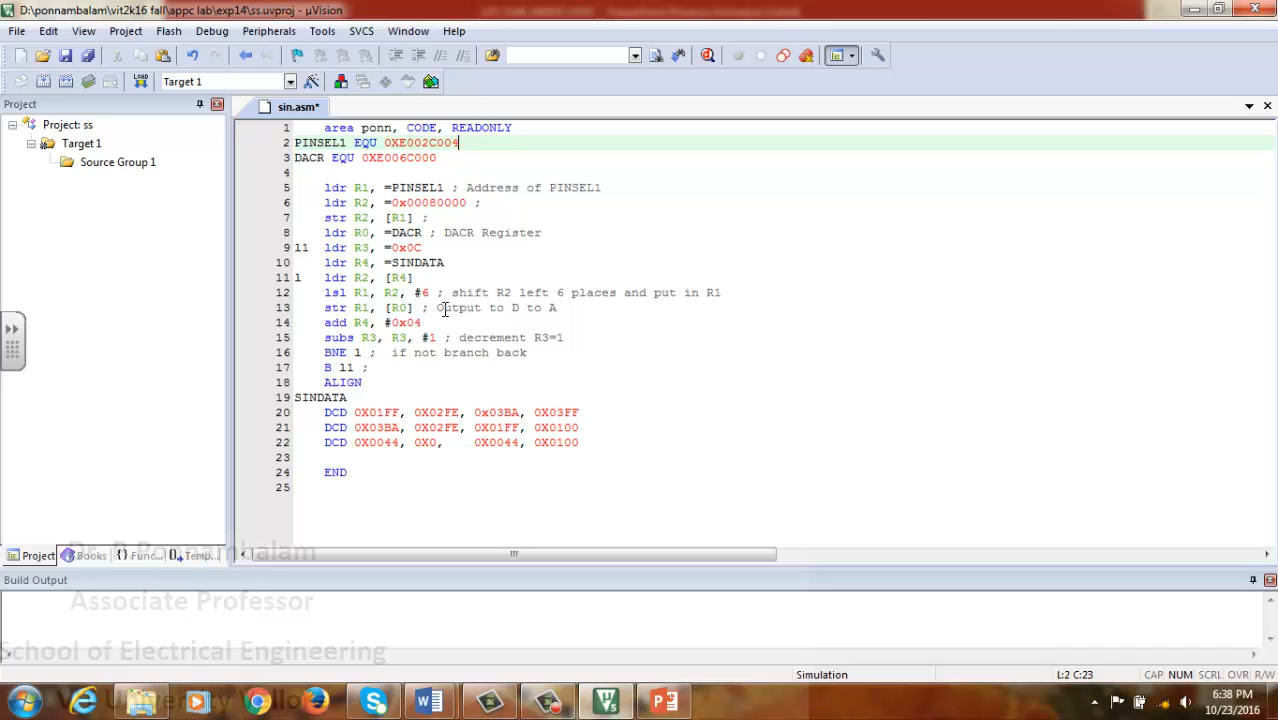 D:\ponnambalam\vit2k16 fall\appc lab\exp14\ss.uvproj - µVision
File Edit View Project Flash Debug Peripherals Tools SVCS Window Help
LOAD Target 1
Project
sin.asm*
Project: ss
Target 1
Source Group 1
1 area ponn, CODE, READONLY
2 PINSEL1 EQU 0XE002C004
3 DACR EQU 0XE006C000
4
5 ldr R1, =PINSEL1 ; Address of PINSEL1
6 ldr R2, =0x00080000 ;
7 str R2, [R1] ;
8 ldr R0, =DACR ; DACR Register
9 l1 ldr R3, =0x0C
10 ldr R4, =SINDATA
11 l ldr R2, [R4]
12 lsl R1, R2, #6 ; shift R2 left 6 places and put in R1
13 str R1, [R0] ; Output to D to A
14 add R4, #0x04
15 subs R3, R3, #1 ; decrement R3=1
16 BNE l ; if not branch back
17 B l1 ;
18 ALIGN
19 SINDATA
20 DCD 0X01FF, 0X02FE, 0x03BA, 0X03FF
21 DCD 0X03BA, 0X02FE, 0X01FF, 0X0100
22 DCD 0X0044, 0X0, 0X0044, 0X0100
23
24 END
25
Project Books {} Func... Temp...
Build Output
Associate Professor
School of Electrical Engineering
Simulation L:2 C:23 CAP NUM SCRL OVR R/W
6:38 PM
10/23/2016